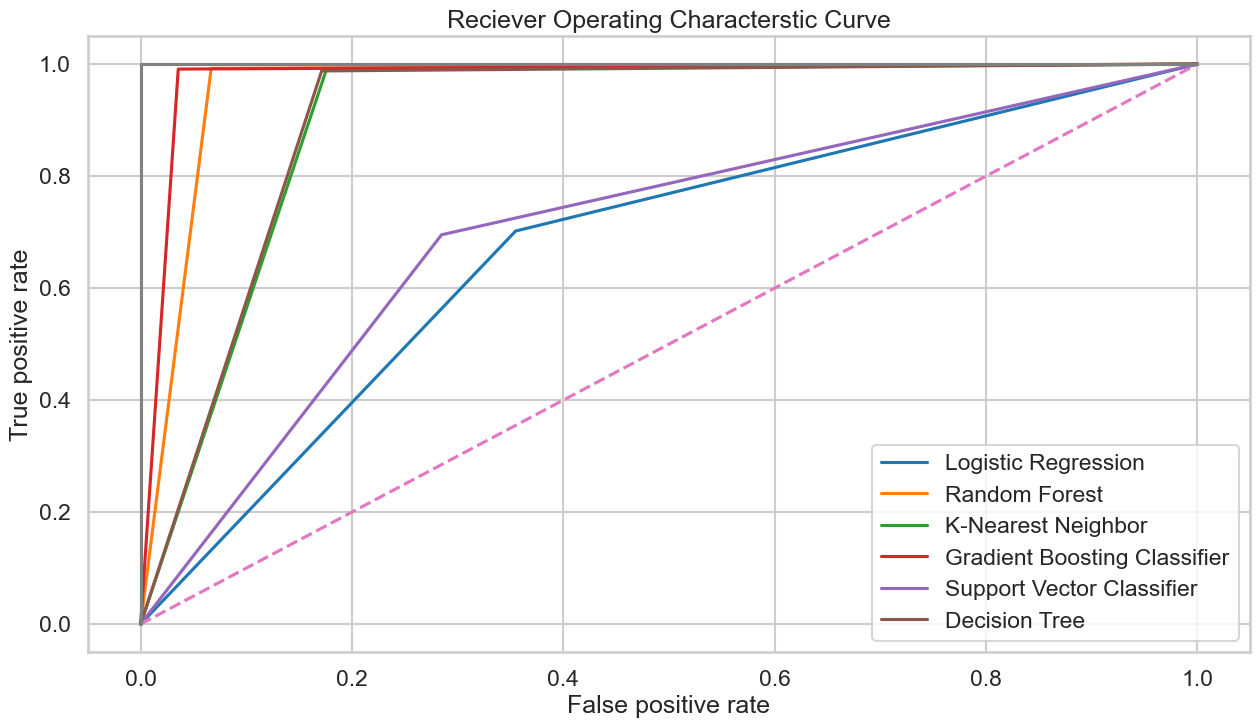 Reciever Operating Characterstic Curve
1.0
0.8
0.6
0.4
0.2
0.0
True positive rate
0.0 0.2 0.4 0.6 0.8 1.0
False positive rate
Logistic Regression
Random Forest
K-Nearest Neighbor
Gradient Boosting Classifier
Support Vector Classifier
Decision Tree